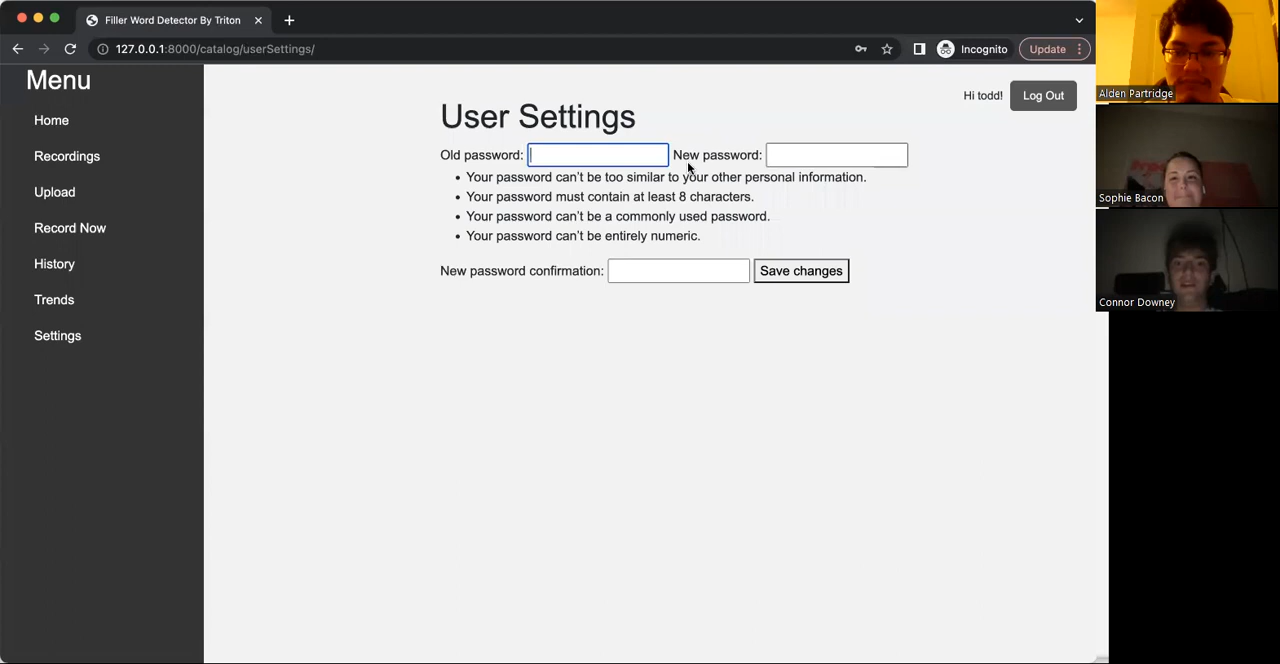 Filler Word Detector By Triton
127.0.0.1:8000/catalog/userSettings/
Incognito
Update
Menu
Home
Recordings
Upload
Record Now
History
Trends
Settings
Hi todd!
Log Out
User Settings
Old password: New password:
• Your password can't be too similar to your other personal information.
• Your password must contain at least 8 characters.
• Your password can't be a commonly used password.
• Your password can't be entirely numeric.
New password confirmation: Save changes
Alden Partridge
Sophie Bacon
Connor Downey